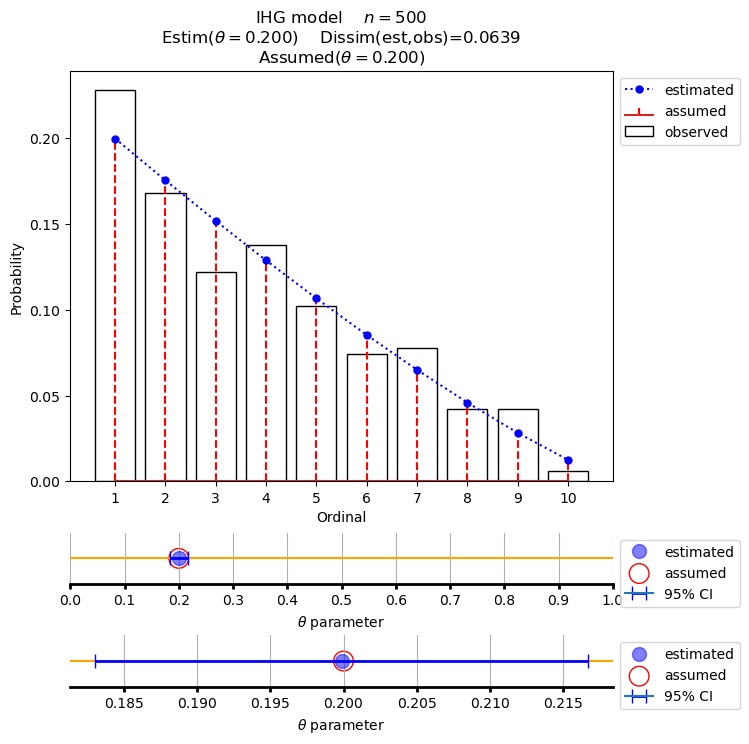 IHG model n = 500
Estim(θ = 0.200) Dissim(est,obs)=0.0639
Assumed(θ = 0.200)
estimated
assumed
observed
Probability
0.20
0.15
0.10
0.05
0.00
1 2 3 4 5 6 7 8 9 10
Ordinal
estimated
assumed
95% CI
0.0 0.1 0.2 0.3 0.4 0.5 0.6 0.7 0.8 0.9 1.0
θ parameter
estimated
assumed
95% CI
0.185 0.190 0.195 0.200 0.205 0.210 0.215
θ parameter